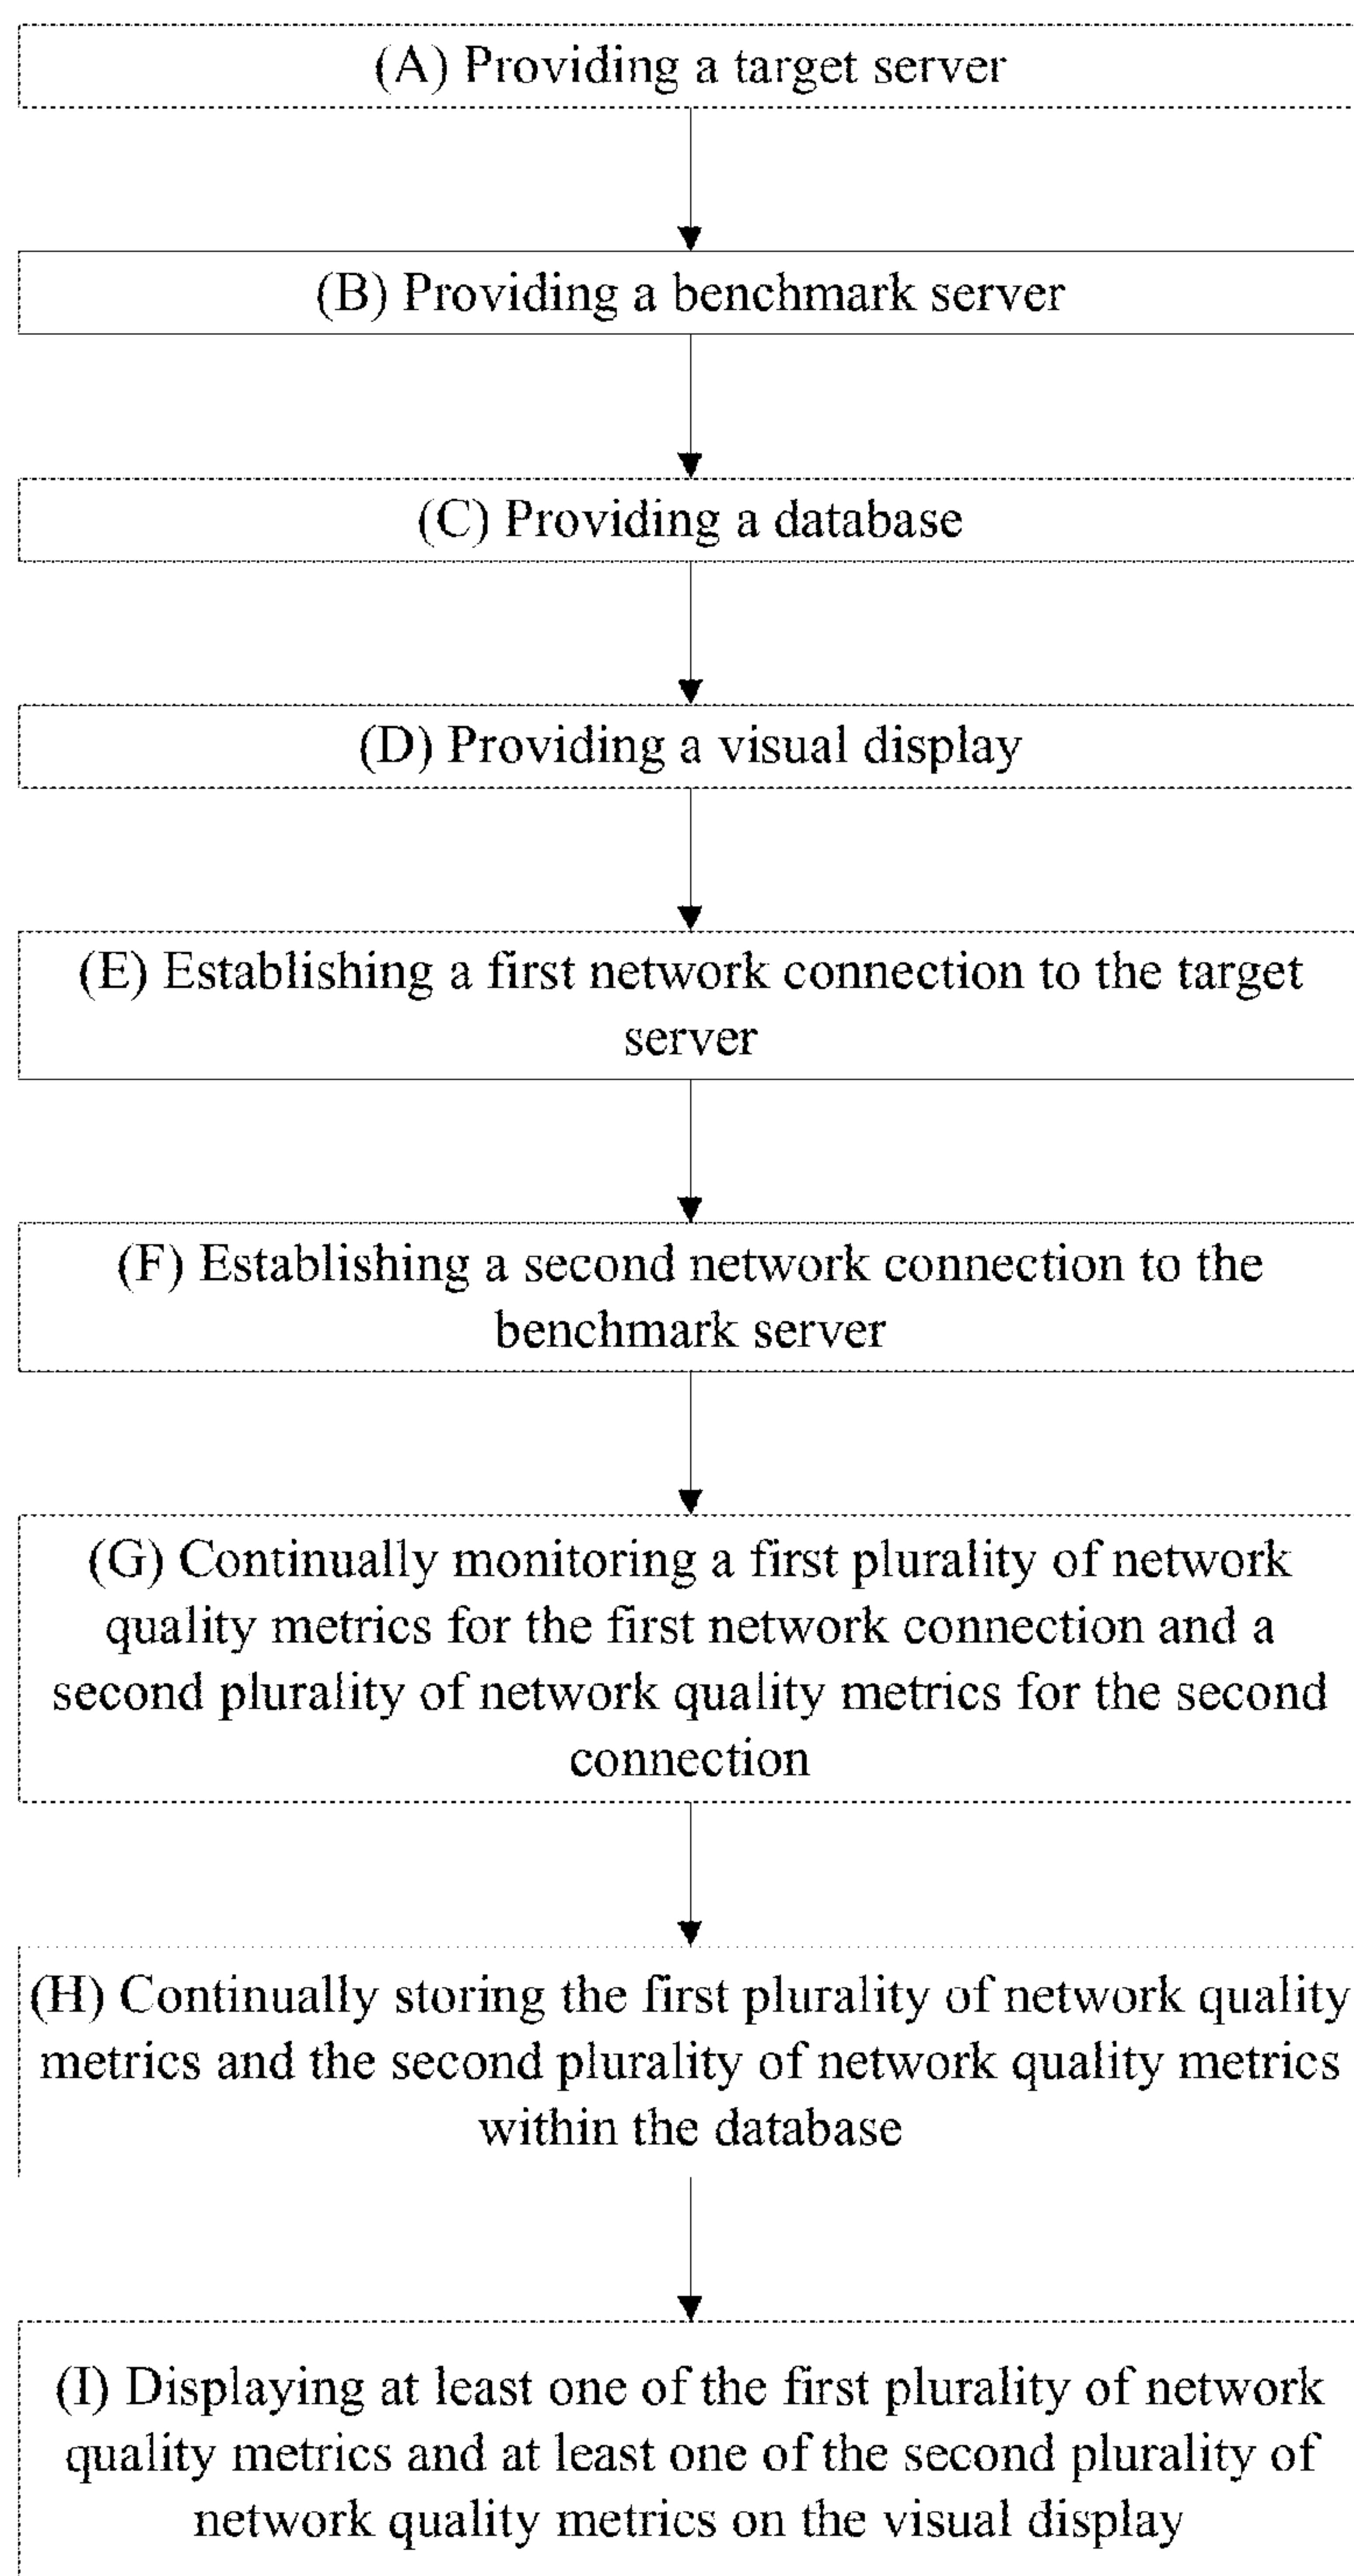 (A) Providing a target server
(B) Providing a benchmark server
(C) Providing a database
(D) Providing a visual display
(E) Establishing a first network connection to the target
server
(F) Establishing a second network connection to the
benchmark server
(G) Continually monitoring a first plurality of network
quality metrics for the first network connection and a
second plurality of network quality metrics for the second
connection
(H) Continually storing the first plurality of network quality
metrics and the second plurality of network quality metrics
within the database
(I) Displaying at least one of the first plurality of network
quality metrics and at least one of the second plurality of
network quality metrics on the visual display